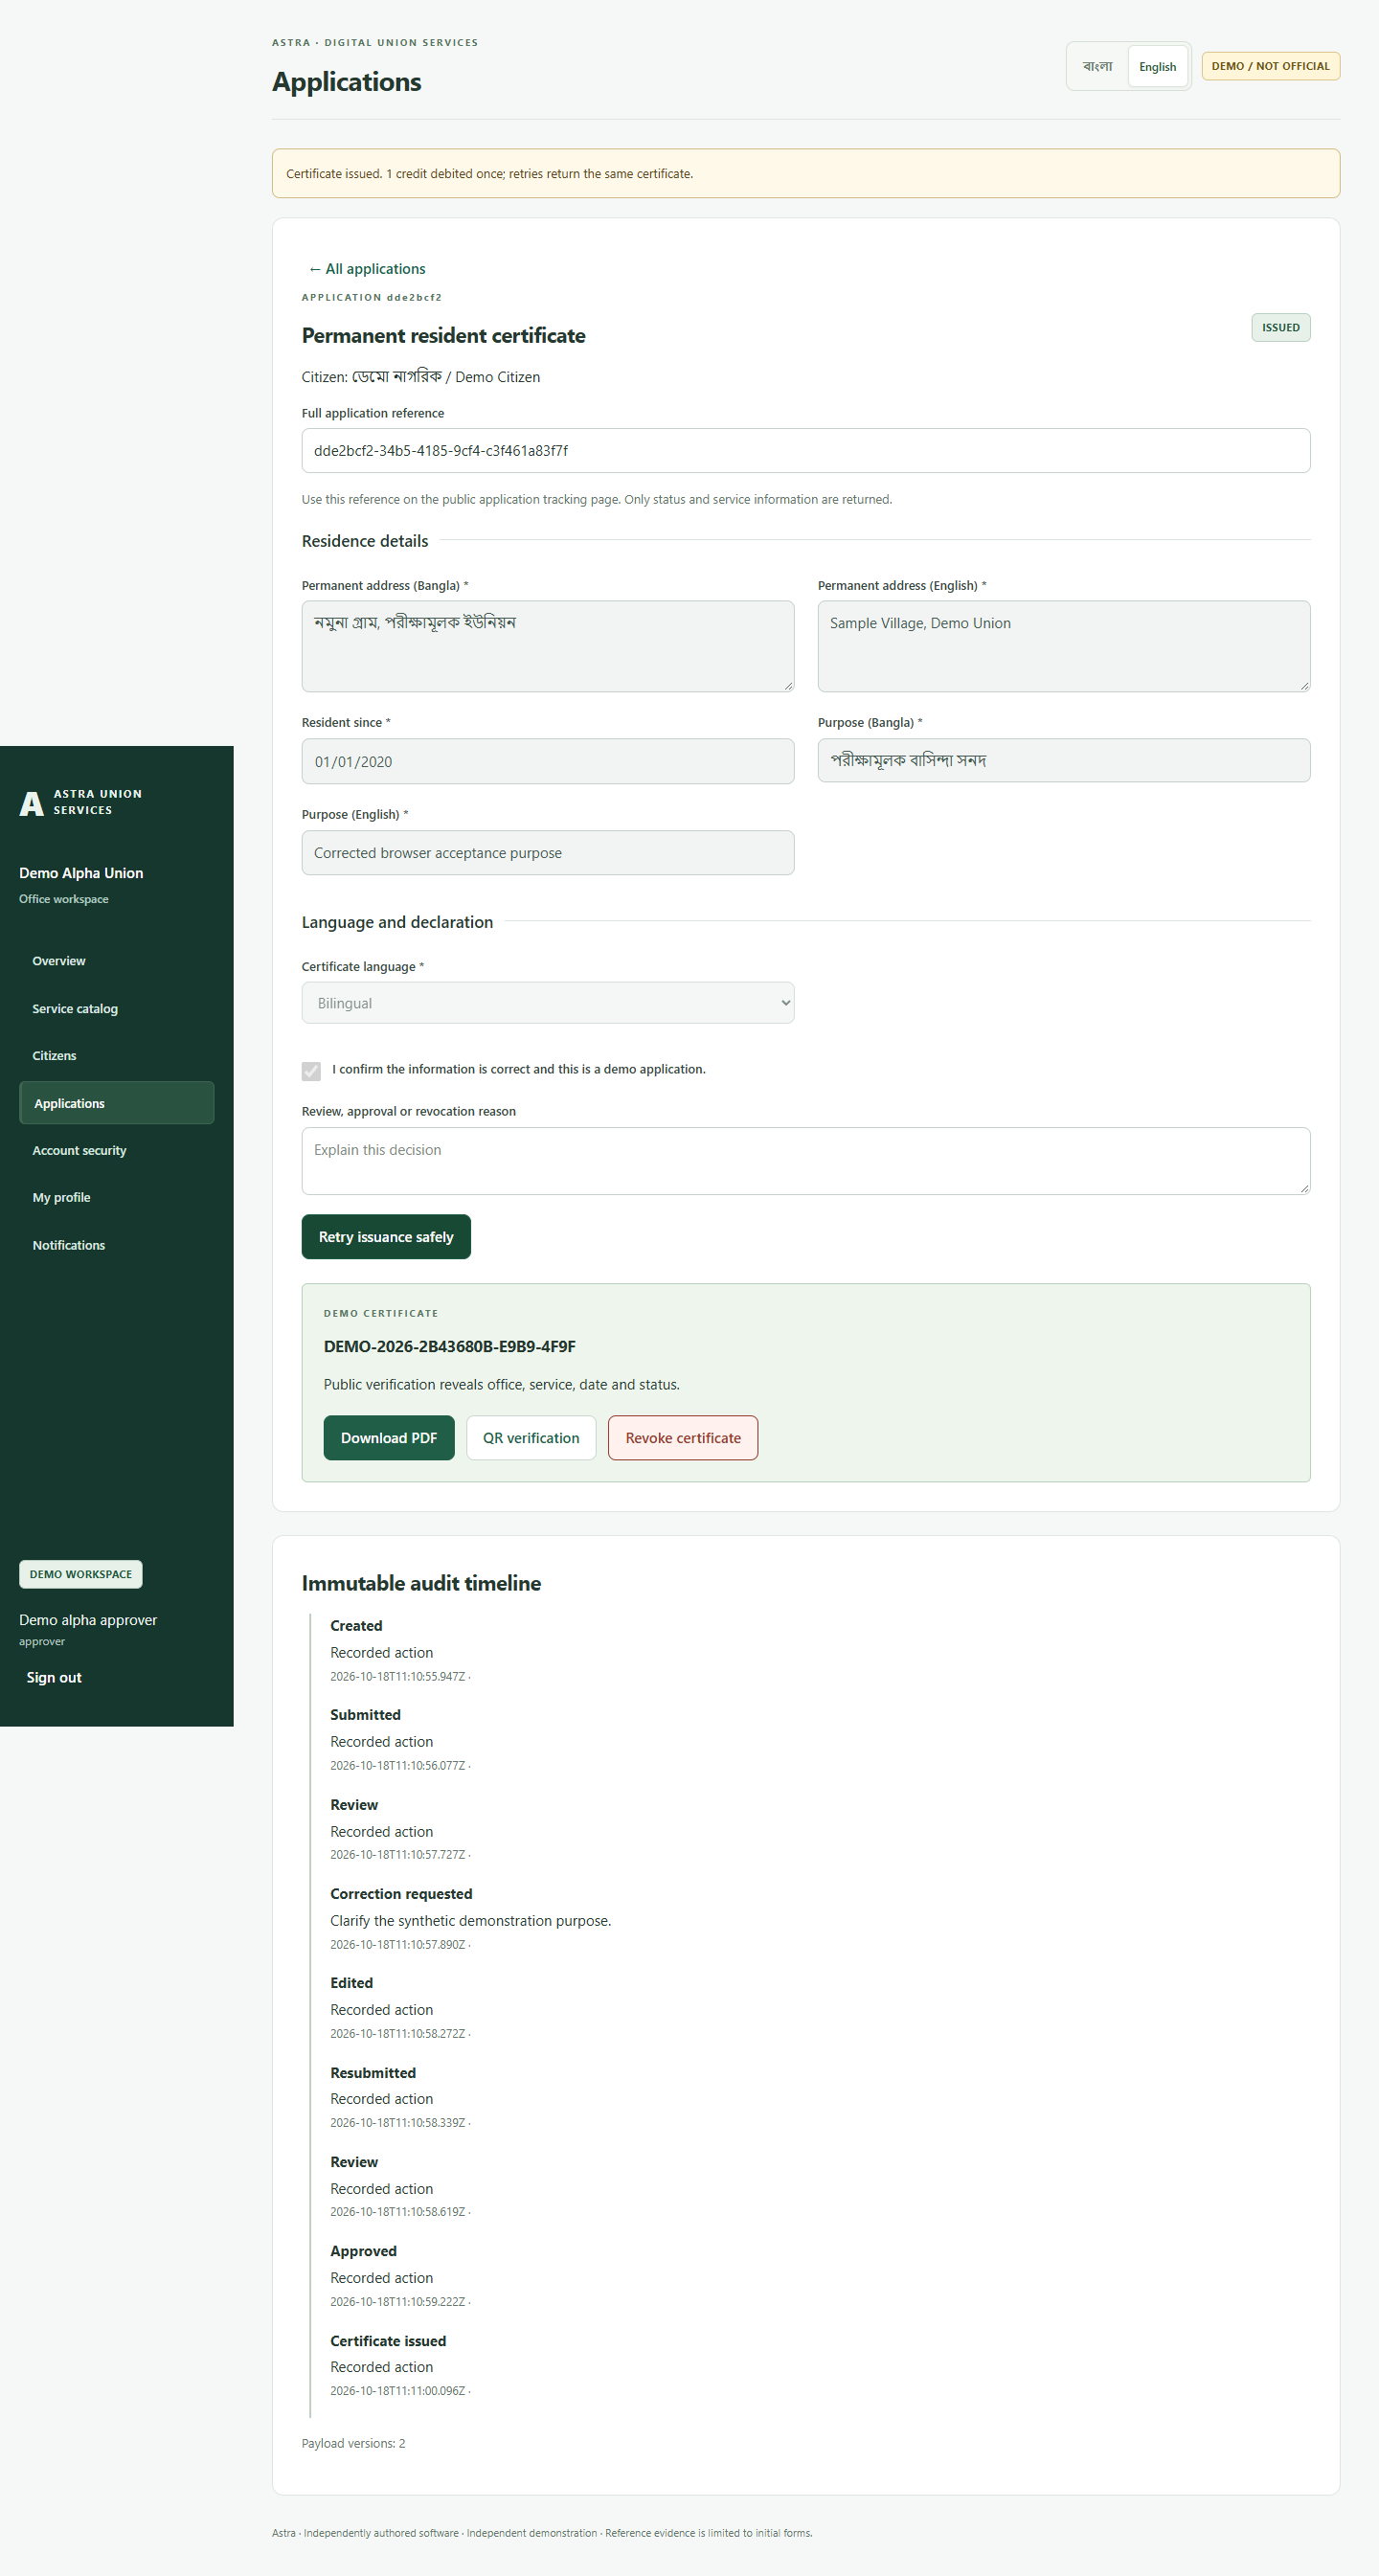 ASTRA · DIGITAL UNION SERVICES
Applications
বাংলা
English
DEMO / NOT OFFICIAL
Certificate issued. 1 credit debited once; retries return the same certificate.
← All applications
APPLICATION dde2bcf2
Permanent resident certificate
ISSUED
Citizen: ডেমো নাগরিক / Demo Citizen
Full application reference
dde2bcf2-34b5-4185-9cf4-c3f461a83f7f
Use this reference on the public application tracking page. Only status and service information are returned.
Residence details
Permanent address (Bangla) *
নমুনা গ্রাম, পরীক্ষামূলক ইউনিয়ন
Permanent address (English) *
Sample Village, Demo Union
Resident since *
01/01/2020
Purpose (Bangla) *
পরীক্ষামূলক বাসিন্দা সনদ
Purpose (English) *
Corrected browser acceptance purpose
Language and declaration
Certificate language *
Bilingual
I confirm the information is correct and this is a demo application.
Review, approval or revocation reason
Explain this decision
Retry issuance safely
DEMO CERTIFICATE
DEMO-2026-2B43680B-E9B9-4F9F
Public verification reveals office, service, date and status.
Download PDF
QR verification
Revoke certificate
A
ASTRA UNION
SERVICES
Demo Alpha Union
Office workspace
Overview
Service catalog
Citizens
Applications
Account security
My profile
Notifications
DEMO WORKSPACE
Demo alpha approver
approver
Sign out
Immutable audit timeline
Created
Recorded action
2026-10-18T11:10:55.947Z ·
Submitted
Recorded action
2026-10-18T11:10:56.077Z ·
Review
Recorded action
2026-10-18T11:10:57.727Z ·
Correction requested
Clarify the synthetic demonstration purpose.
2026-10-18T11:10:57.890Z ·
Edited
Recorded action
2026-10-18T11:10:58.272Z ·
Resubmitted
Recorded action
2026-10-18T11:10:58.339Z ·
Review
Recorded action
2026-10-18T11:10:58.619Z ·
Approved
Recorded action
2026-10-18T11:10:59.222Z ·
Certificate issued
Recorded action
2026-10-18T11:11:00.096Z ·
Payload versions: 2
Astra · Independently authored software · Independent demonstration · Reference evidence is limited to initial forms.